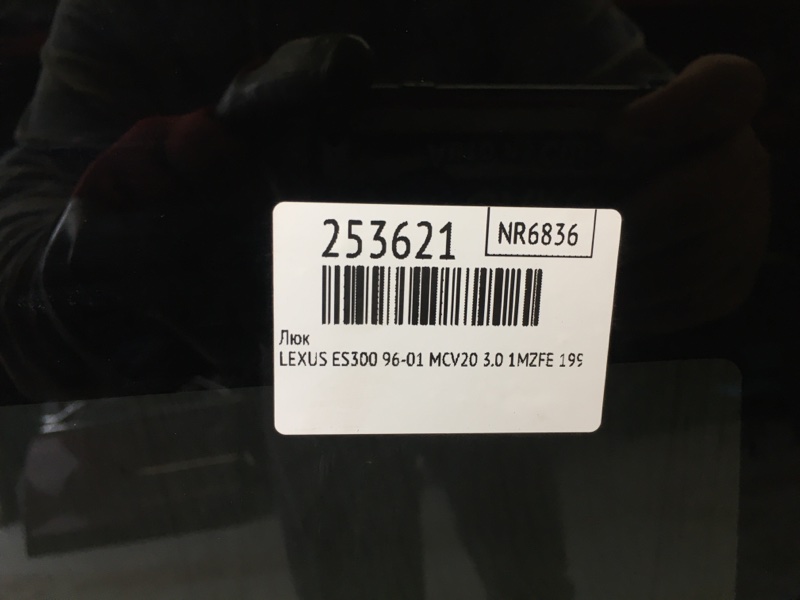 253621
NR6836
Люк
LEXUS ES300 96-01 MCV20 3.0 1MZFE 199